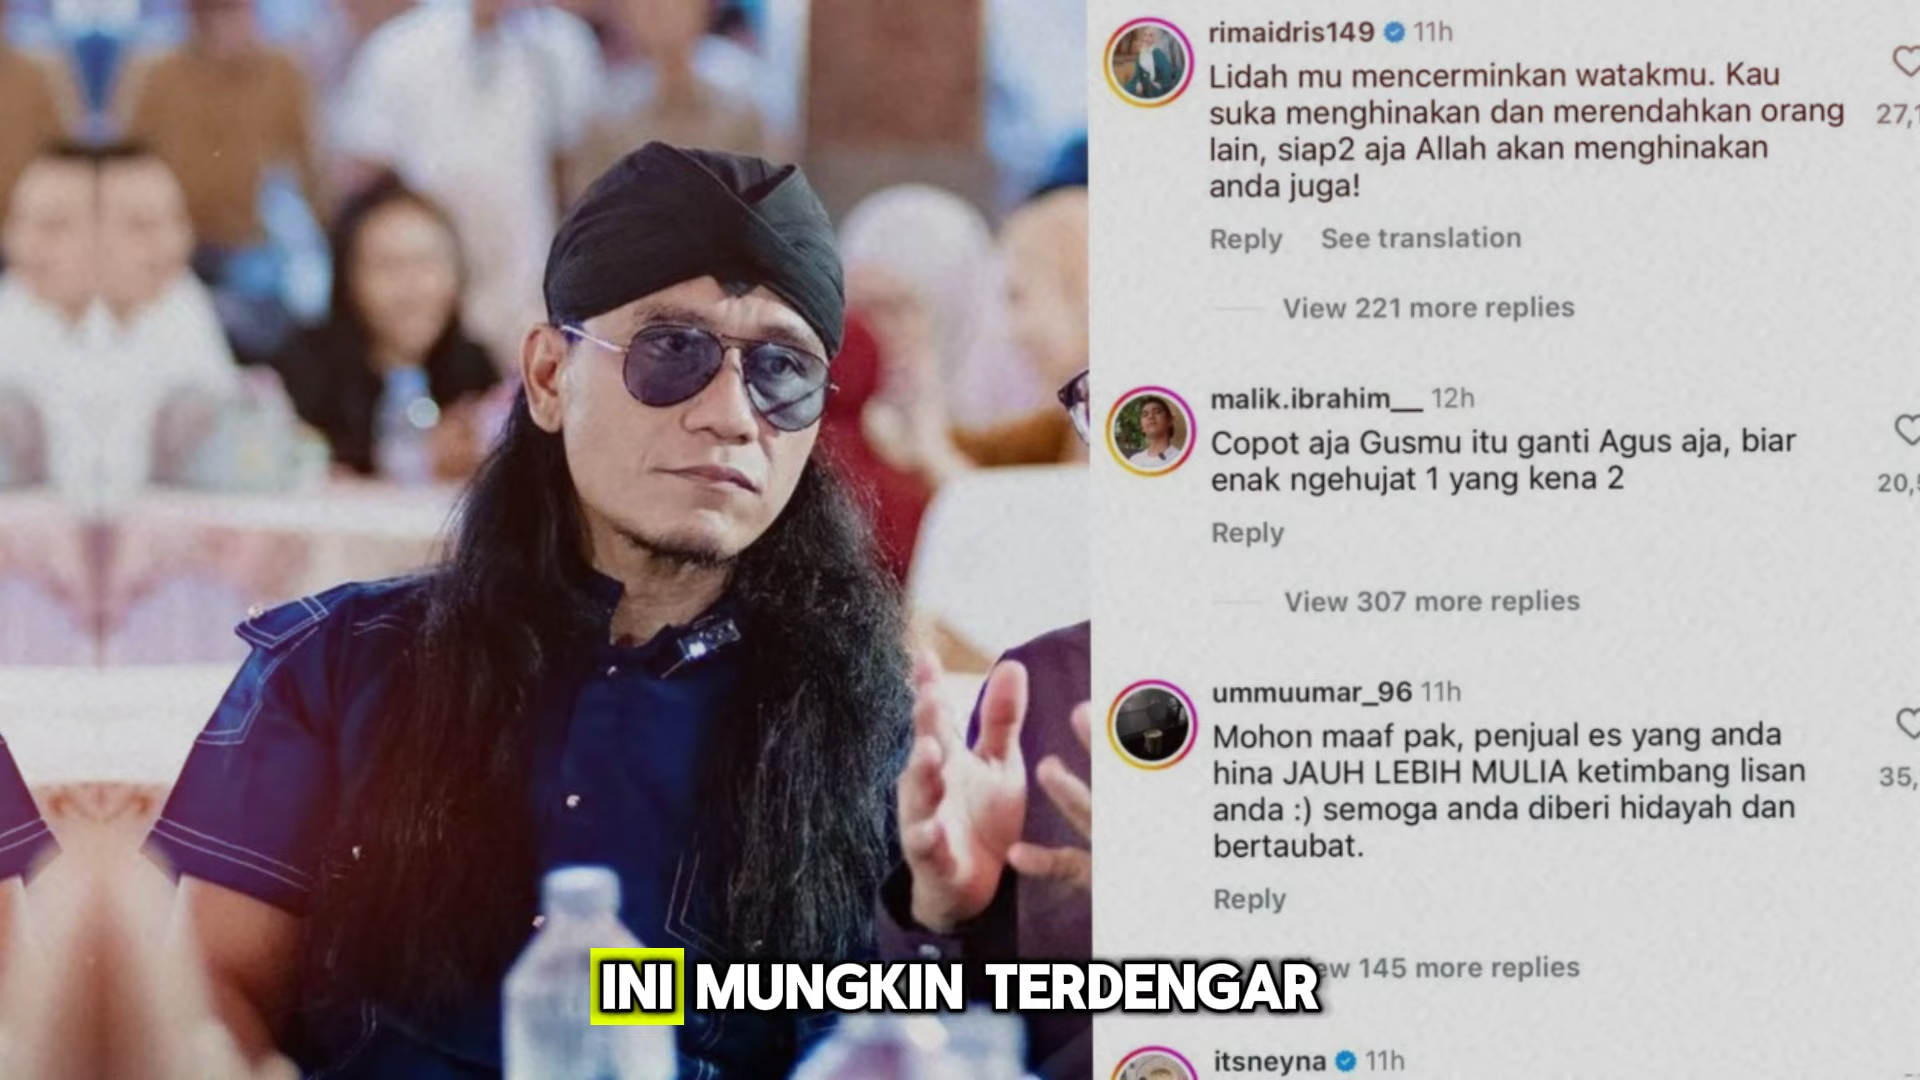 rimaidris149 11h
Lidah mu mencerminkan watakmu. Kau
suka menghinakan dan merendahkan orang
lain, siap2 aja Allah akan menghinakan
anda juga!
27,1
Reply See translation
View 221 more replies
malik.ibrahim__ 12h
Copot aja Gusmu itu ganti Agus aja, biar
enak ngehujat 1 yang kena 2
Reply
View 307 more replies
ummuumar_96 11h
Mohon maaf pak, penjual es yang anda
hina JAUH LEBIH MULIA ketimbang lisan
35,
anda :) semoga anda diberi hidayah dan
bertaubat.
Reply
145 more replies
INI MUNGKIN TERDENGAR
itsneyna 11h